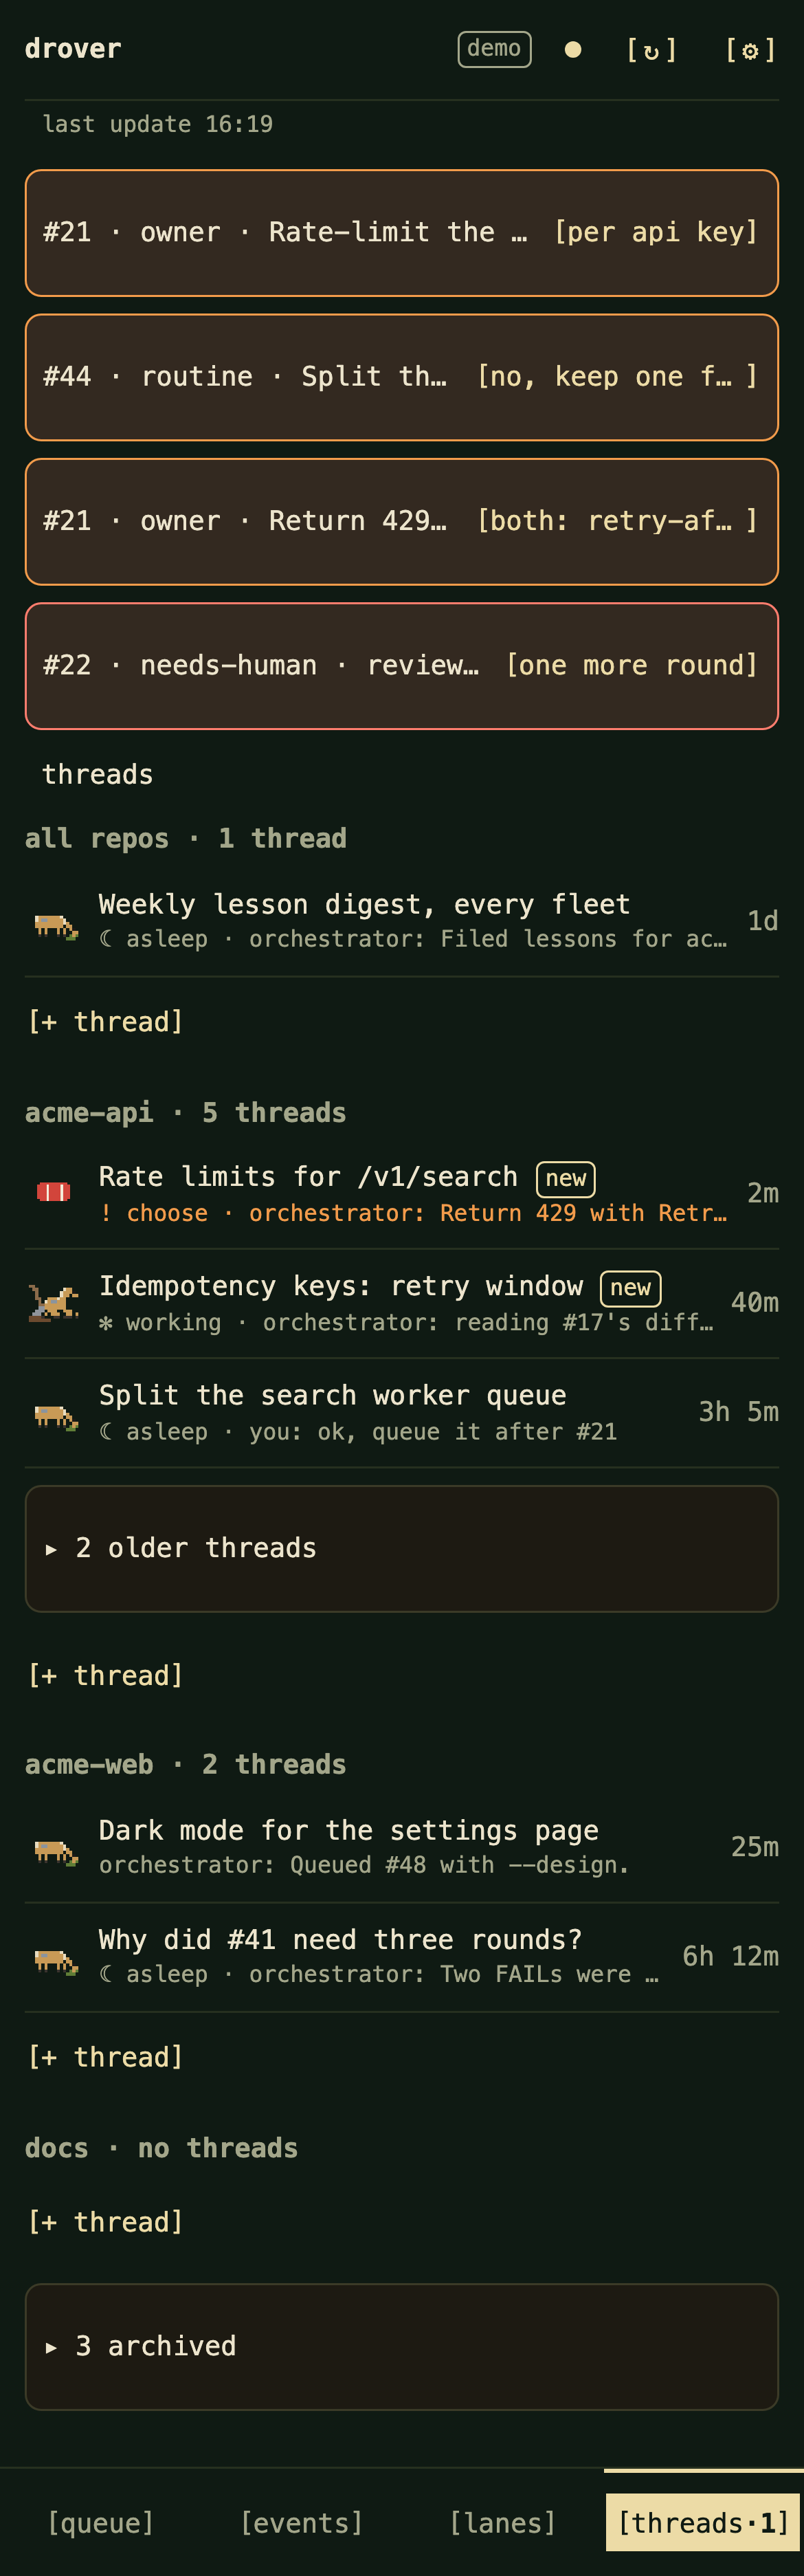 drover demo [↻] [⚙]
last update 16:19
#21 · owner · Rate-limit the … [per api key]
#44 · routine · Split th… [no, keep one f… ]
#21 · owner · Return 429… [both: retry-af… ]
#22 · needs-human · review… [one more round]
threads
all repos · 1 thread
Weekly lesson digest, every fleet
☾ asleep · orchestrator: Filed lessons for ac… 1d
[+ thread]
acme-api · 5 threads
Rate limits for /v1/search new
! choose · orchestrator: Return 429 with Retr… 2m
Idempotency keys: retry window new
✻ working · orchestrator: reading #17's diff… 40m
Split the search worker queue
☾ asleep · you: ok, queue it after #21 3h 5m
▸ 2 older threads
[+ thread]
acme-web · 2 threads
Dark mode for the settings page
orchestrator: Queued #48 with --design. 25m
Why did #41 need three rounds?
☾ asleep · orchestrator: Two FAILs were … 6h 12m
[+ thread]
docs · no threads
[+ thread]
▸ 3 archived
[queue] [events] [lanes] [threads·1]